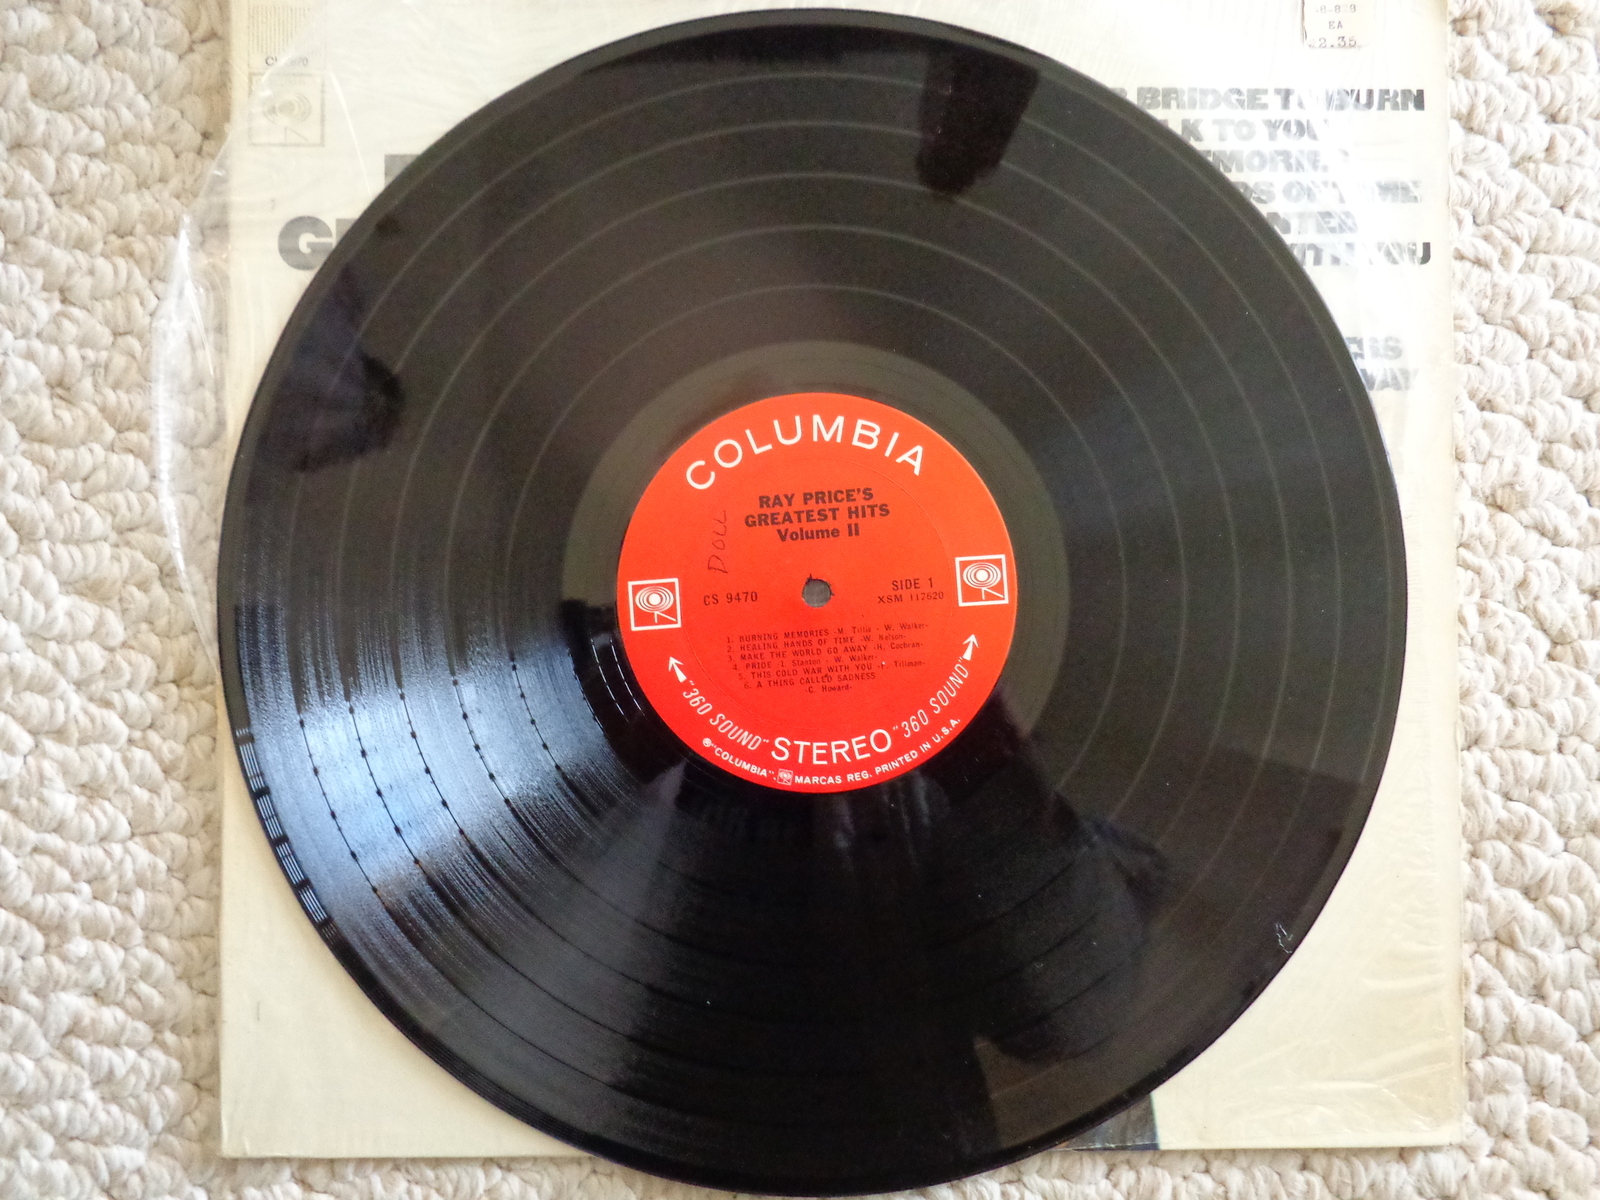 EA
BRIDGE TO BURN
TO YOU
TIME
WITH YOU
COLUMBIA
RAY PRICE'S
GREATEST HITS
Volume II
DOLL
CS 9470
SIDE 1
XSM 117620
1. BURNING MEMORIES -M. Tillis - W. Walker-
2. HEALING HANDS OF TIME -W. Nelson-
3. MAKE THE WORLD GO AWAY -H. Cochran-
4. PRIDE -I. Stanton - W. Walker-
5. THIS COLD WAR WITH YOU -F. Tillman-
6. A THING CALLED SADNESS
-C. Howard-
"360 SOUND" STEREO "360 SOUND"
® "COLUMBIA", MARCAS REG. PRINTED IN U.S.A.